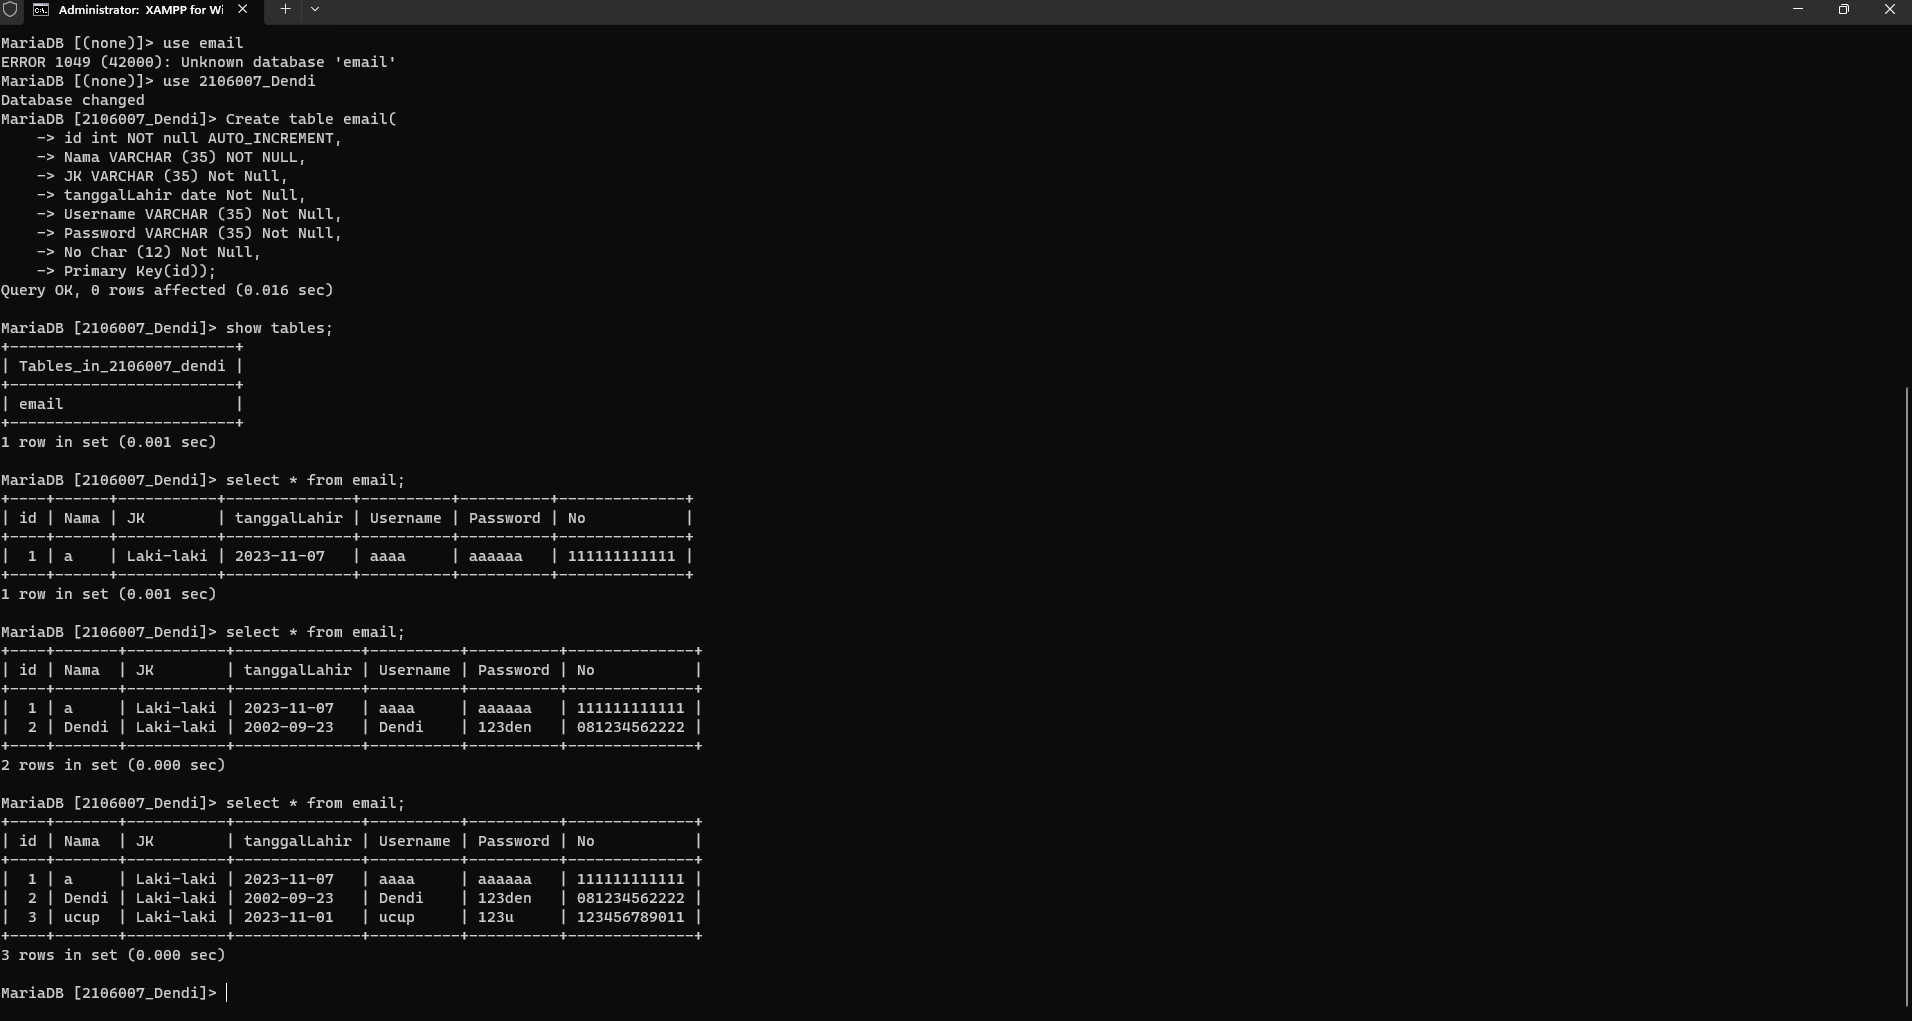 Administrator:  XAMPP for Wi
MariaDB [(none)]> use email
ERROR 1049 (42000): Unknown database 'email'
MariaDB [(none)]> use 2106007_Dendi
Database changed
MariaDB [2106007_Dendi]> Create table email(
    -> id int NOT null AUTO_INCREMENT,
    -> Nama VARCHAR (35) NOT NULL,
    -> JK VARCHAR (35) Not Null,
    -> tanggalLahir date Not Null,
    -> Username VARCHAR (35) Not Null,
    -> Password VARCHAR (35) Not Null,
    -> No Char (12) Not Null,
    -> Primary Key(id));
Query OK, 0 rows affected (0.016 sec)

MariaDB [2106007_Dendi]> show tables;
+-------------------------+
| Tables_in_2106007_dendi |
+-------------------------+
| email                   |
+-------------------------+
1 row in set (0.001 sec)

MariaDB [2106007_Dendi]> select * from email;
+----+------+-----------+--------------+----------+----------+--------------+
| id | Nama | JK        | tanggalLahir | Username | Password | No           |
+----+------+-----------+--------------+----------+----------+--------------+
|  1 | a    | Laki-laki | 2023-11-07   | aaaa     | aaaaaa   | 111111111111 |
+----+------+-----------+--------------+----------+----------+--------------+
1 row in set (0.001 sec)

MariaDB [2106007_Dendi]> select * from email;
+----+-------+-----------+--------------+----------+----------+--------------+
| id | Nama  | JK        | tanggalLahir | Username | Password | No           |
+----+-------+-----------+--------------+----------+----------+--------------+
|  1 | a     | Laki-laki | 2023-11-07   | aaaa     | aaaaaa   | 111111111111 |
|  2 | Dendi | Laki-laki | 2002-09-23   | Dendi    | 123den   | 081234562222 |
+----+-------+-----------+--------------+----------+----------+--------------+
2 rows in set (0.000 sec)

MariaDB [2106007_Dendi]> select * from email;
+----+-------+-----------+--------------+----------+----------+--------------+
| id | Nama  | JK        | tanggalLahir | Username | Password | No           |
+----+-------+-----------+--------------+----------+----------+--------------+
|  1 | a     | Laki-laki | 2023-11-07   | aaaa     | aaaaaa   | 111111111111 |
|  2 | Dendi | Laki-laki | 2002-09-23   | Dendi    | 123den   | 081234562222 |
|  3 | ucup  | Laki-laki | 2023-11-01   | ucup     | 123u     | 123456789011 |
+----+-------+-----------+--------------+----------+----------+--------------+
3 rows in set (0.000 sec)

MariaDB [2106007_Dendi]>